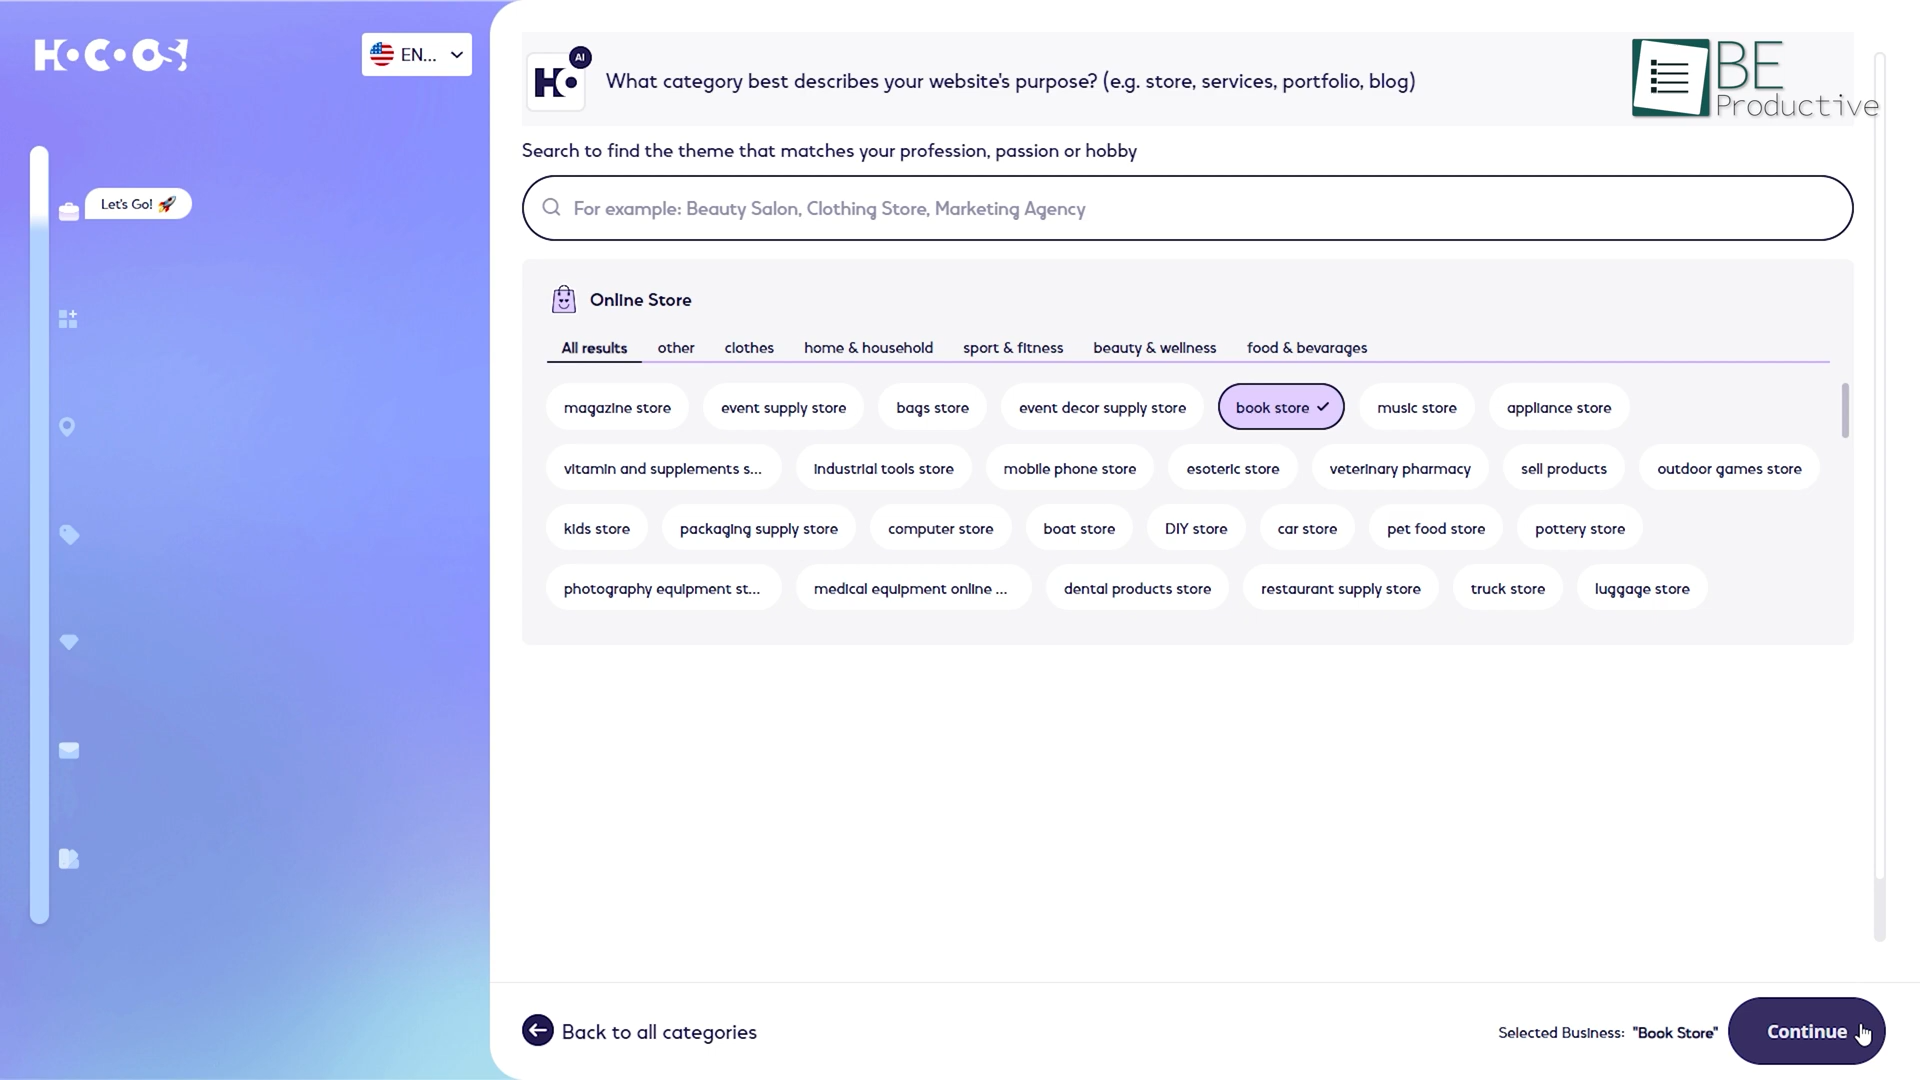 HOCOOS!
EN...
AI
HO
What category best describes your website's purpose? (e.g. store, services, portfolio, blog)
BE
Productive
Search to find the theme that matches your profession, passion or hobby
Let's Go! 🚀
For example: Beauty Salon, Clothing Store, Marketing Agency
Online Store
All results other clothes home & household sport & fitness beauty & wellness food & bevarages
magazine store event supply store bags store event decor supply store book store ✓ music store appliance store
vitamin and supplements s... industrial tools store mobile phone store esoteric store veterinary pharmacy sell products outdoor games store
kids store packaging supply store computer store boat store DIY store car store pet food store pottery store
photography equipment st... medical equipment online ... dental products store restaurant supply store truck store luggage store
Back to all categories
Selected Business: "Book Store"
Continue